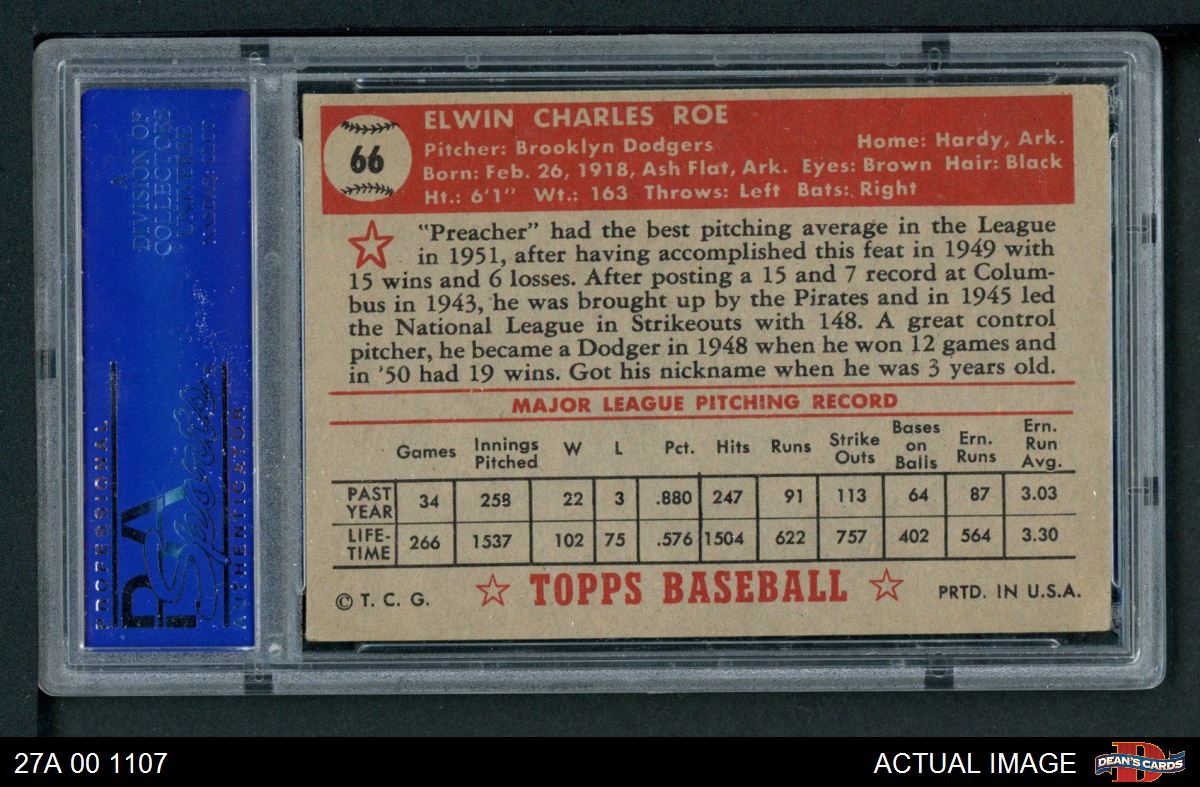 66
ELWIN CHARLES ROE
Pitcher: Brooklyn Dodgers Home: Hardy, Ark.
Born: Feb. 26, 1918, Ash Flat, Ark. Eyes: Brown Hair: Black
Ht.: 6'1" Wt.: 163 Throws: Left Bats: Right
"Preacher" had the best pitching average in the League
in 1951, after having accomplished this feat in 1949 with
15 wins and 6 losses. After posting a 15 and 7 record at Colum-
bus in 1943, he was brought up by the Pirates and in 1945 led
the National League in Strikeouts with 148. A great control
pitcher, he became a Dodger in 1948 when he won 12 games and
in '50 had 19 wins. Got his nickname when he was 3 years old.
MAJOR LEAGUE PITCHING RECORD
Games Innings Pitched W L Pct. Hits Runs Strike Outs Bases on Balls Ern. Runs Ern. Run Avg.
PAST YEAR 34 258 22 3 .880 247 91 113 64 87 3.03
LIFE-TIME 266 1537 102 75 .576 1504 622 757 402 564 3.30
© T. C. G. TOPPS BASEBALL PRTD. IN U.S.A.
A
DIVISION OF
COLLECTORS
UNIVERSE
NASDAQ: CLCT
PROFESSIONAL
PSA
Sports
AUTHENTICATOR
27A 00 1107
ACTUAL IMAGE
D
DEAN'S CARDS